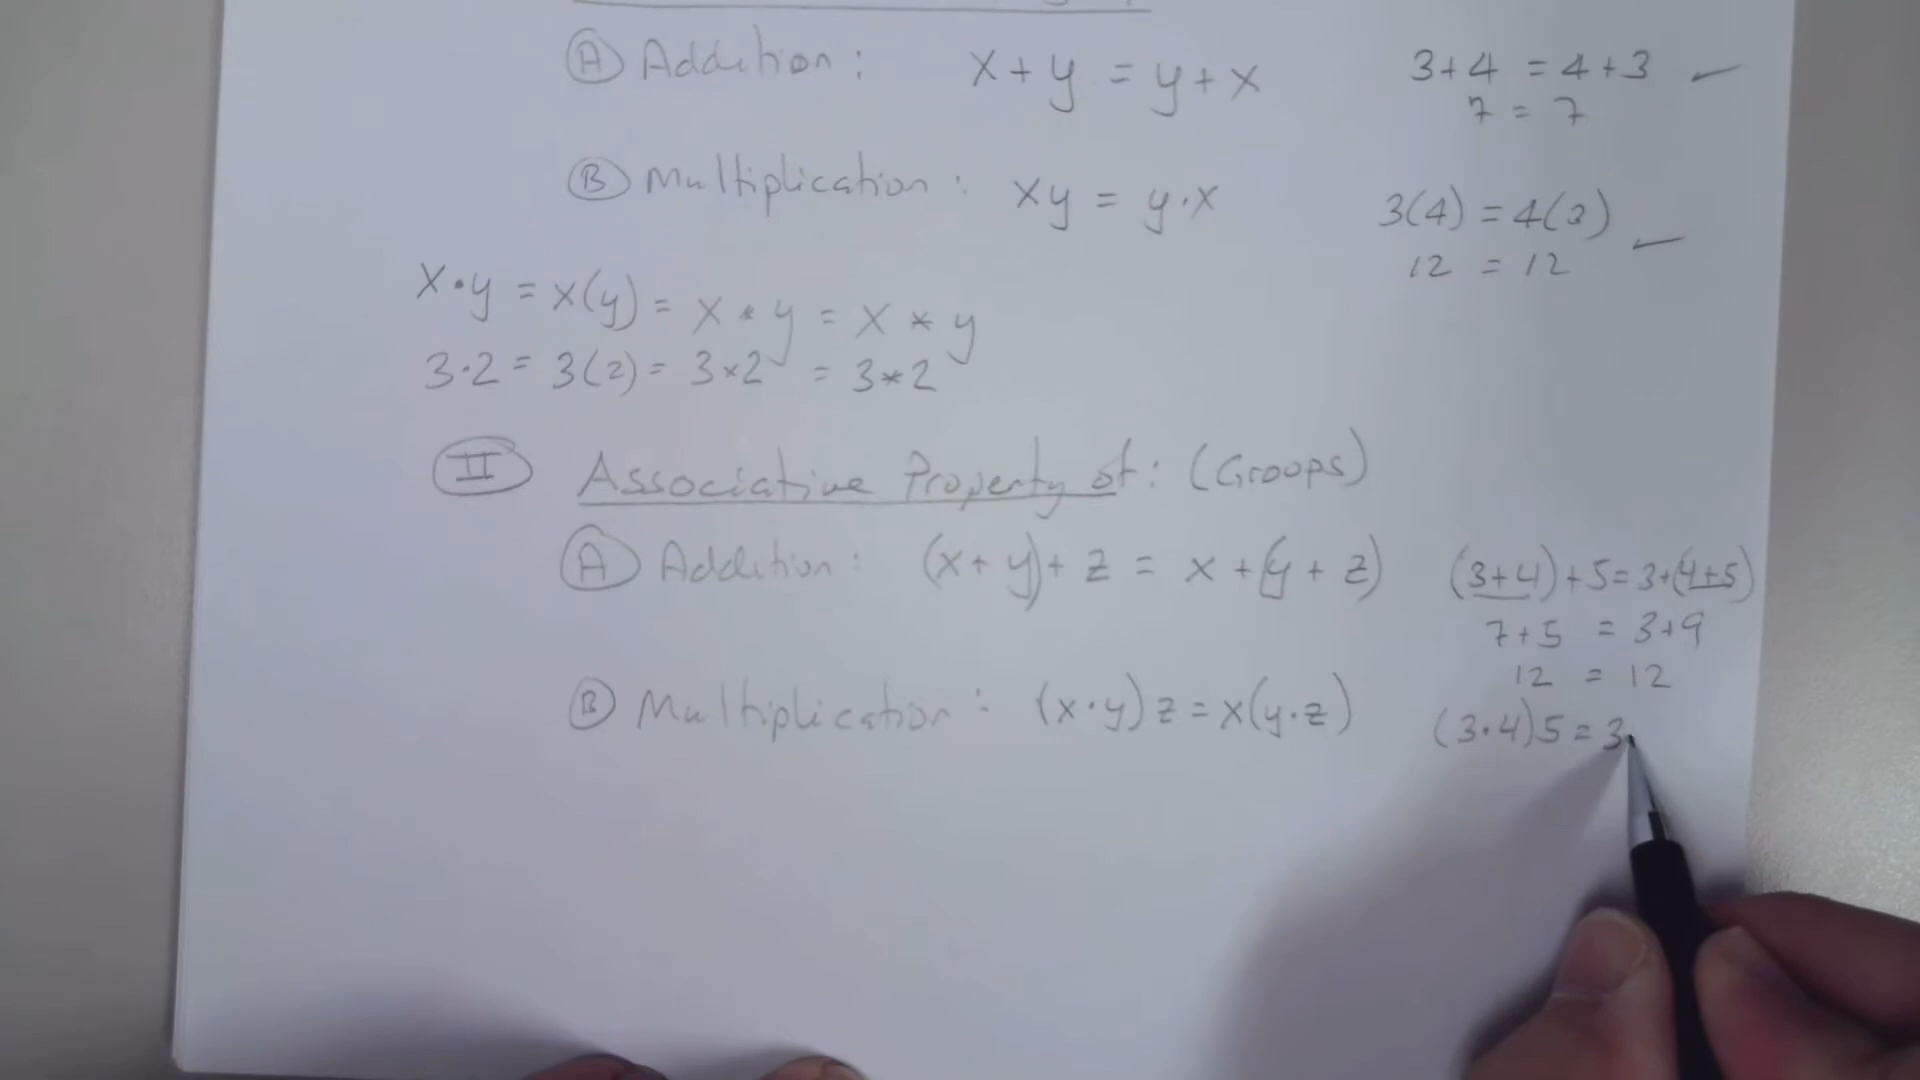 Ⓐ Addition: x + y = y + x 3+4 = 4+3
7 = 7
Ⓑ Multiplication: xy = y·x 3(4) = 4(3)
12 = 12
x·y = x(y) = x * y = x * y
3·2 = 3(2) = 3×2 = 3*2
II Associative Property of: (Groops)
Ⓐ Addition: (x + y) + z = x + (y + z) (3+4)+5=3+(4+5)
7+5 = 3+9
12 = 12
Ⓑ Multiplication: (x·y)z = x(y·z) (3·4)5 = 3